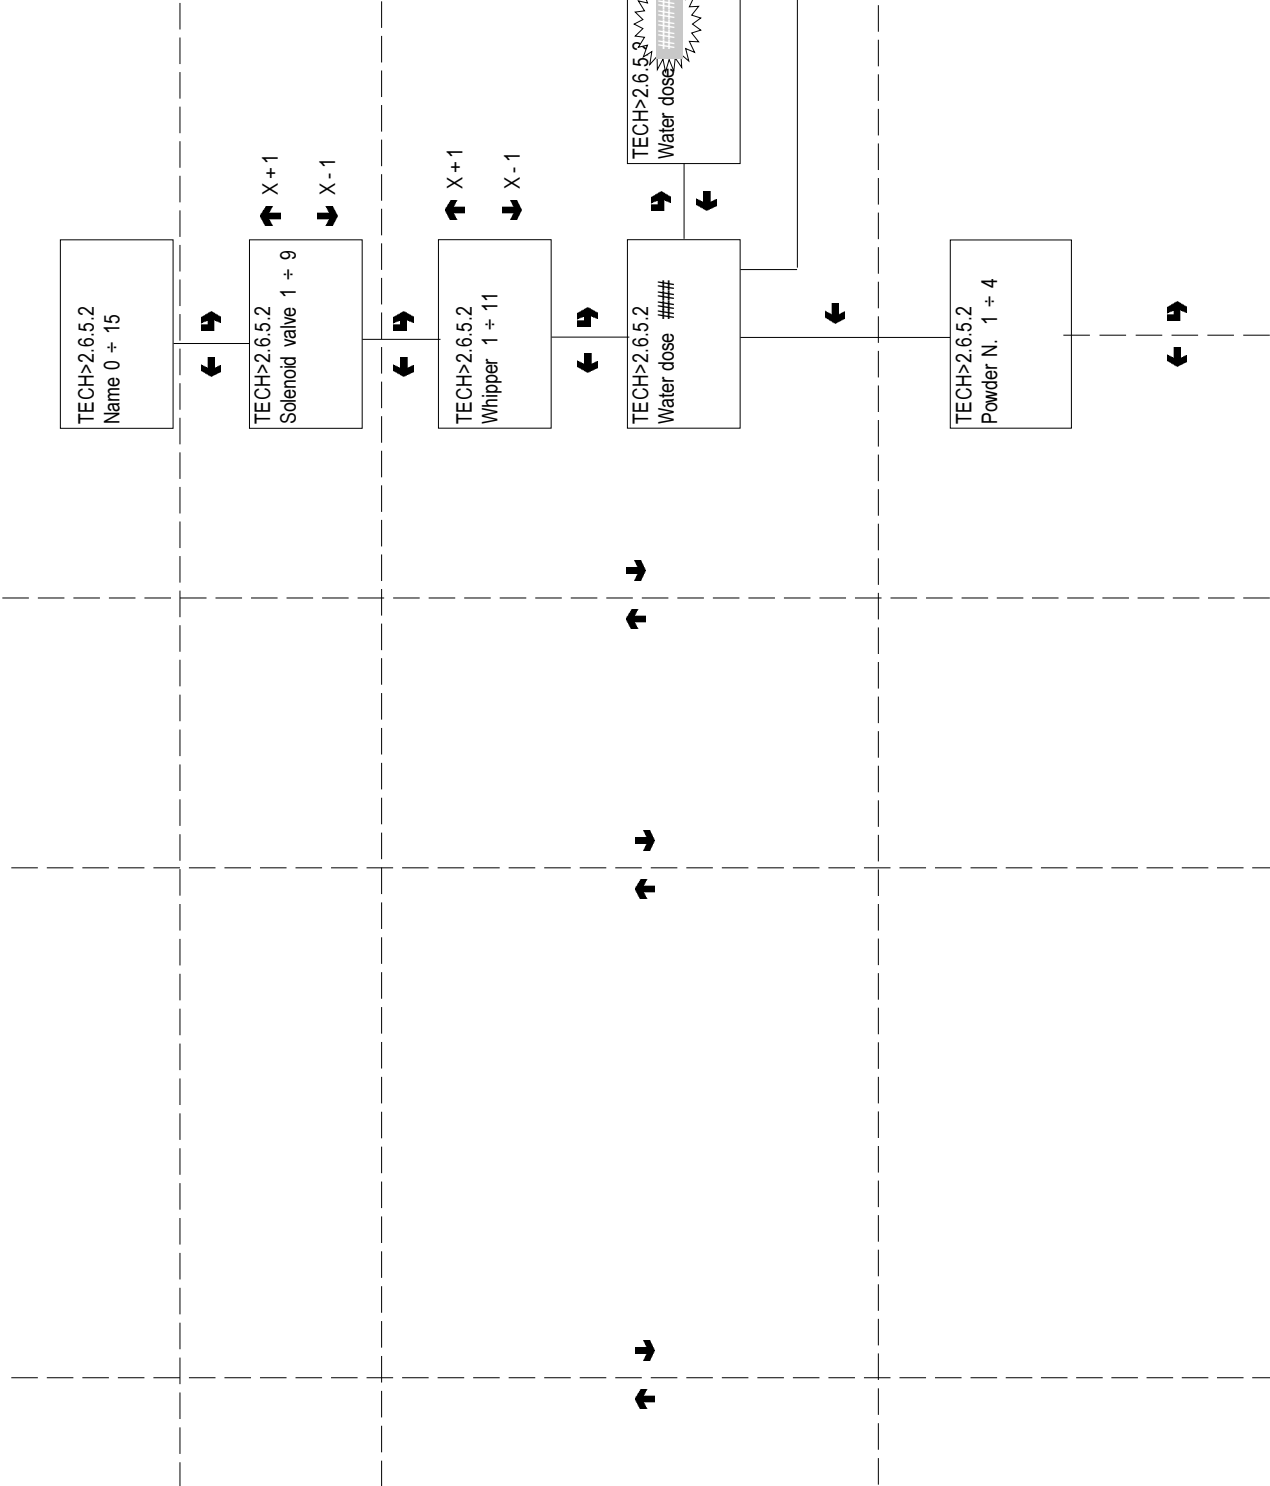 TECH>2.6.5.2
Name 0 ÷ 15
TECH>2.6.5.2
Solenoid valve 1 ÷ 9
X + 1
X - 1
TECH>2.6.5.2
Whipper 1 ÷ 11
X + 1
X - 1
TECH>2.6.5.2
Water dose ####
TECH>2.6.5.2
Water dose ####
TECH>2.6.5.2
Powder N. 1 ÷ 4